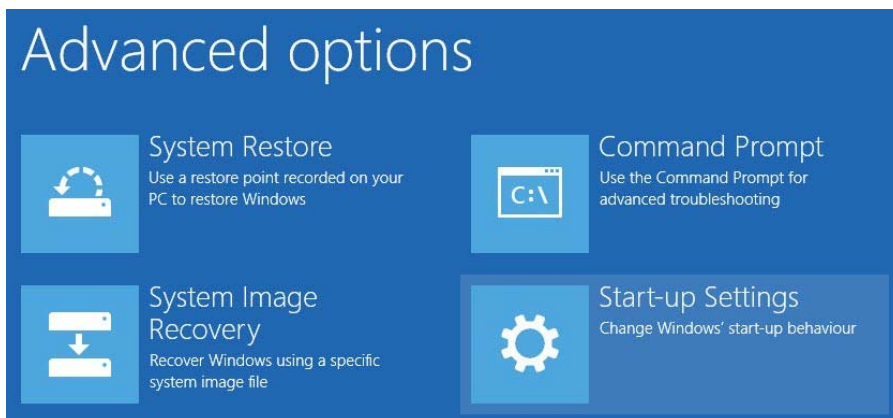 Advanced options
System Restore
Use a restore point recorded on your
PC to restore Windows
Command Prompt
Use the Command Prompt for
advanced troubleshooting
C:\
System Image
Recovery
Recover Windows using a specific
system image file
Start-up Settings
Change Windows' start-up behaviour